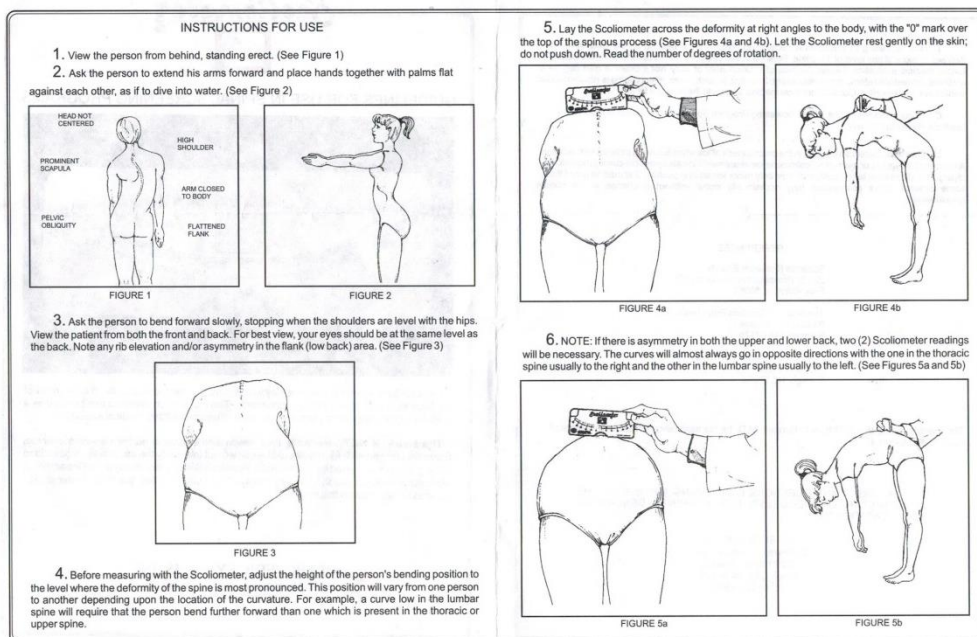 INSTRUCTIONS FOR USE
1. View the person from behind, standing erect. (See Figure 1)
2. Ask the person to extend his arms forward and place hands together with palms flat
against each other, as if to dive into water. (See Figure 2)
HEAD NOT
CENTERED
HIGH
SHOULDER
PROMINENT
SCAPULA
ARM CLOSED
TO BODY
PELVIC
OBLIQUITY
FLATTENED
FLANK
FIGURE 1
FIGURE 2
3. Ask the person to bend forward slowly, stopping when the shoulders are level with the hips.
View the patient from both the front and back. For best view, your eyes should be at the same level as
the back. Note any rib elevation and/or asymmetry in the flank (low back) area. (See Figure 3)
FIGURE 3
4. Before measuring with the Scoliometer, adjust the height of the person's bending position to
the level where the deformity of the spine is most pronounced. This position will vary from one person
to another depending upon the location of the curvature. For example, a curve low in the lumbar
spine will require that the person bend further forward than one which is present in the thoracic or
upper spine.
5. Lay the Scoliometer across the deformity at right angles to the body, with the "0" mark over
the top of the spinous process (See Figures 4a and 4b). Let the Scoliometer rest gently on the skin;
do not push down. Read the number of degrees of rotation.
FIGURE 4a
FIGURE 4b
6. NOTE: If there is asymmetry in both the upper and lower back, two (2) Scoliometer readings
will be necessary. The curves will almost always go in opposite directions with the one in the thoracic
spine usually to the right and the other in the lumbar spine usually to the left. (See Figures 5a and 5b)
FIGURE 5a
FIGURE 5b